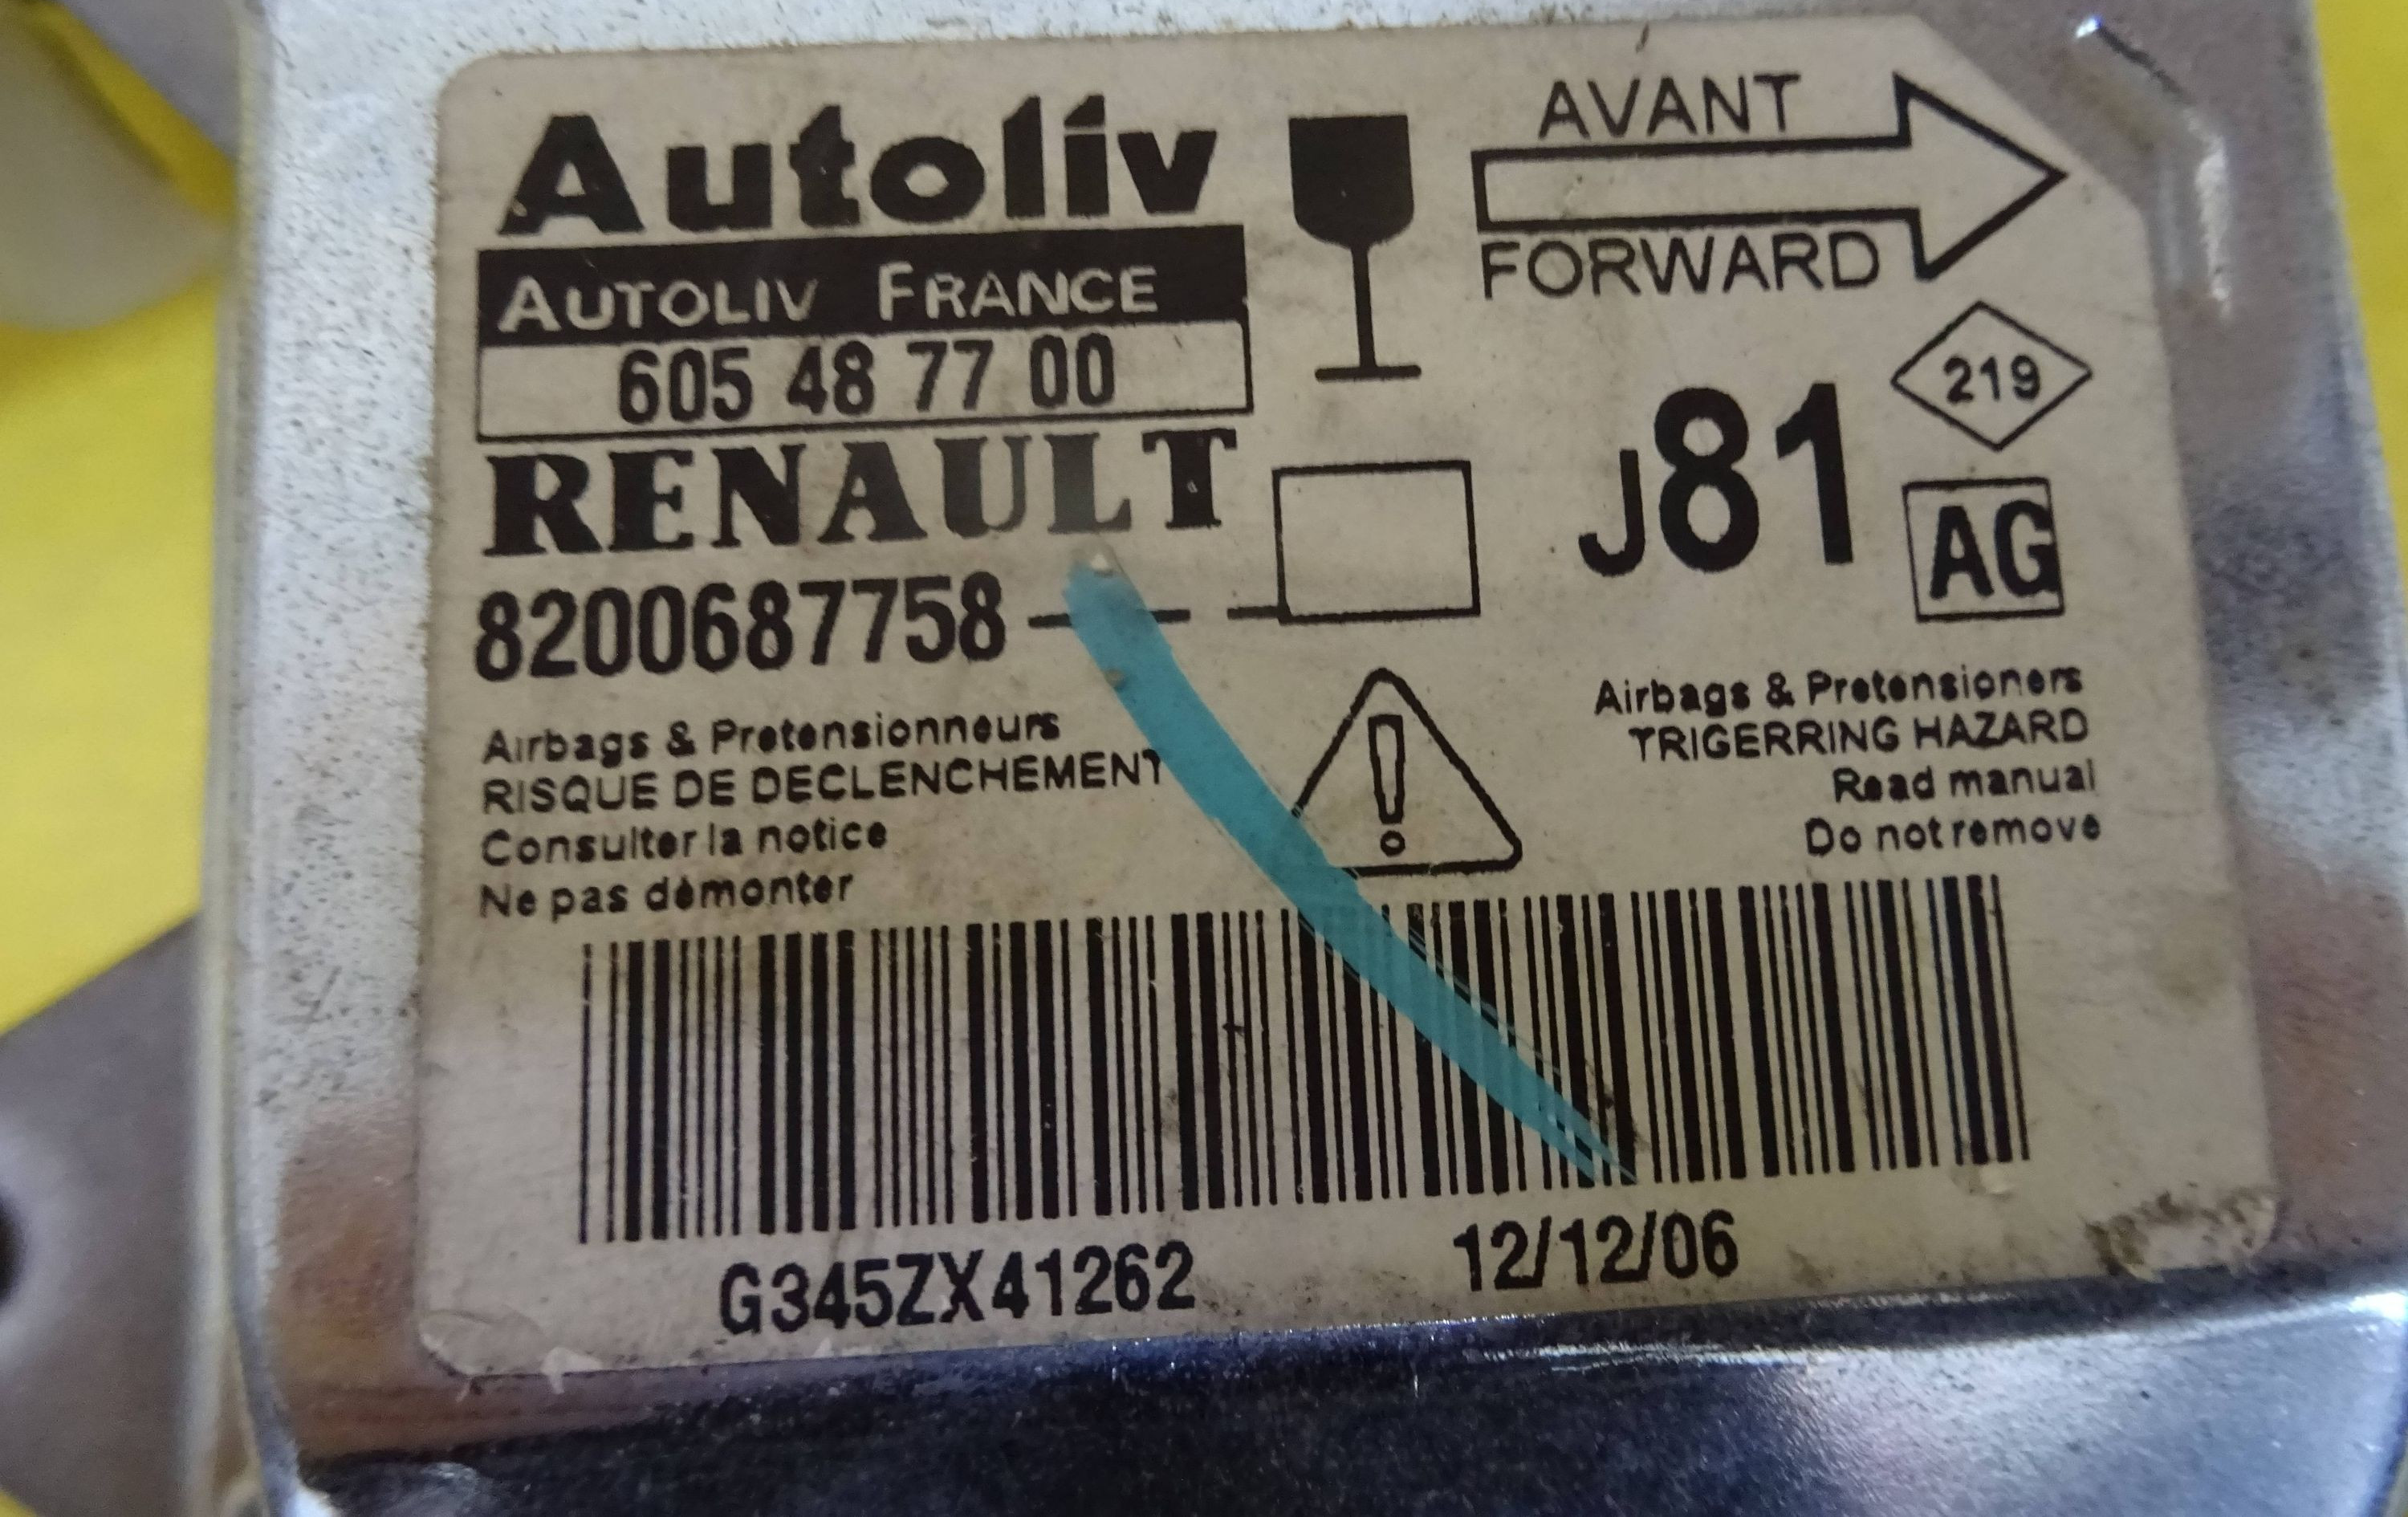 Autoliv
AUTOLIV FRANCE
605 48 77 00
RENAULT
8200687758
AVANT
FORWARD
219
J81
AG
Airbags & Pretensionneurs
RISQUE DE DECLENCHEMENT
Consulter la notice
Ne pas démonter
Airbags & Pretensioners
TRIGERRING HAZARD
Read manual
Do not remove
G345ZX41262 12/12/06